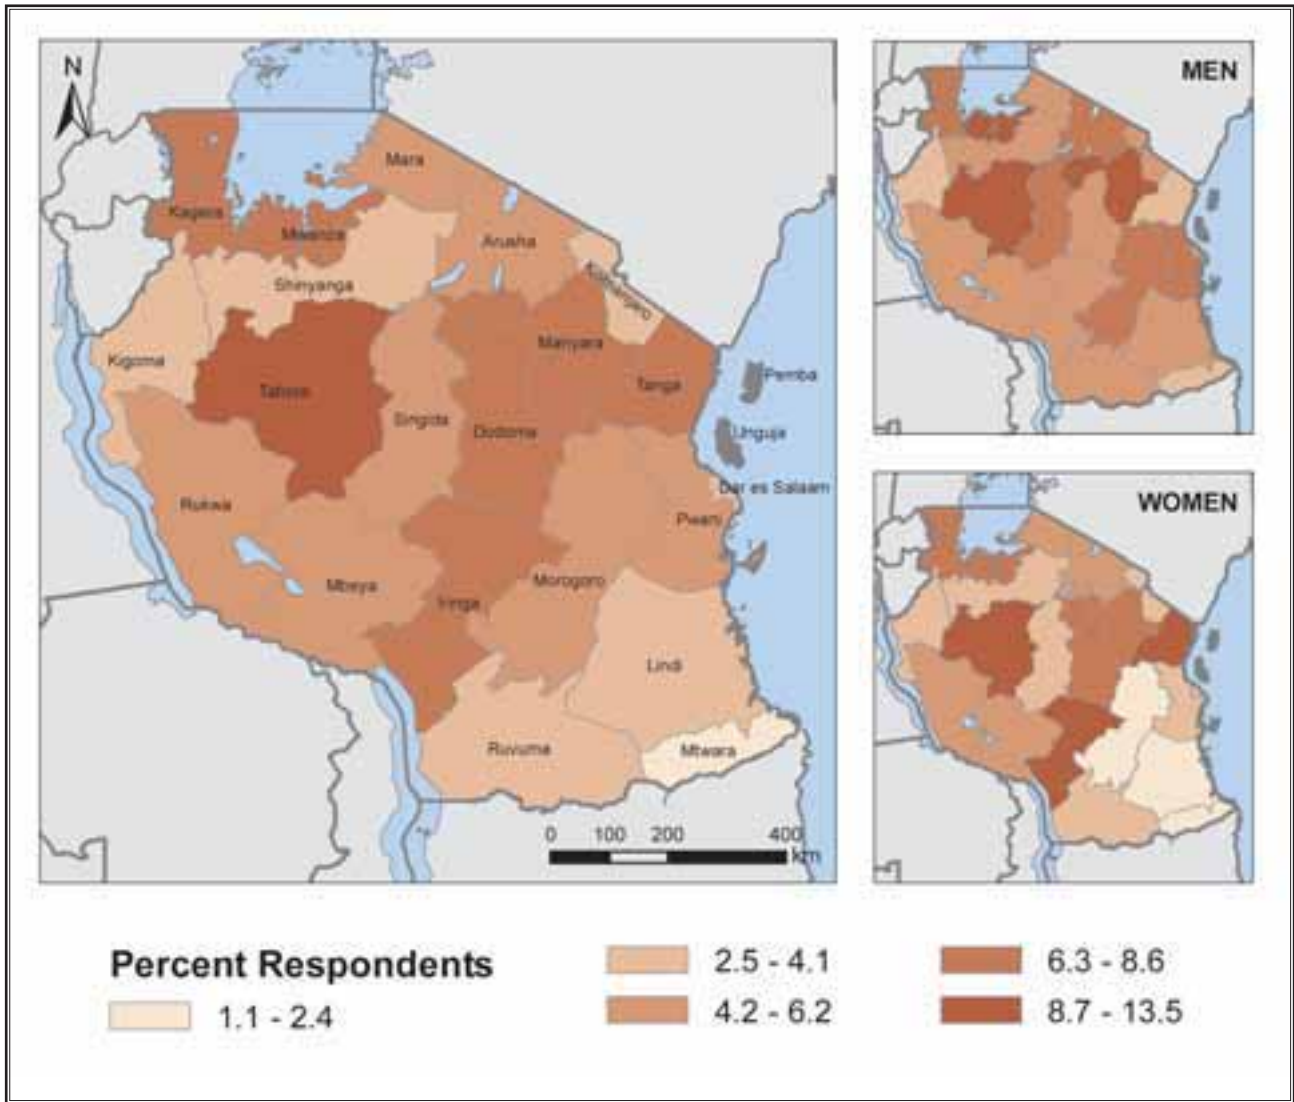 N
Mara
Kagera
Mwanza
Arusha
Kilimanjaro
Shinyanga
Kigoma
Manyara
Tabora
Tanga
Pemba
Singida
Dodoma
Unguja
Dar es Salaam
Rukwa
Pwani
Mbeya
Morogoro
Iringa
Lindi
Ruvuma
Mtwara
0 100 200 400
km
MEN
WOMEN
Percent Respondents
1.1 - 2.4
2.5 - 4.1
4.2 - 6.2
6.3 - 8.6
8.7 - 13.5